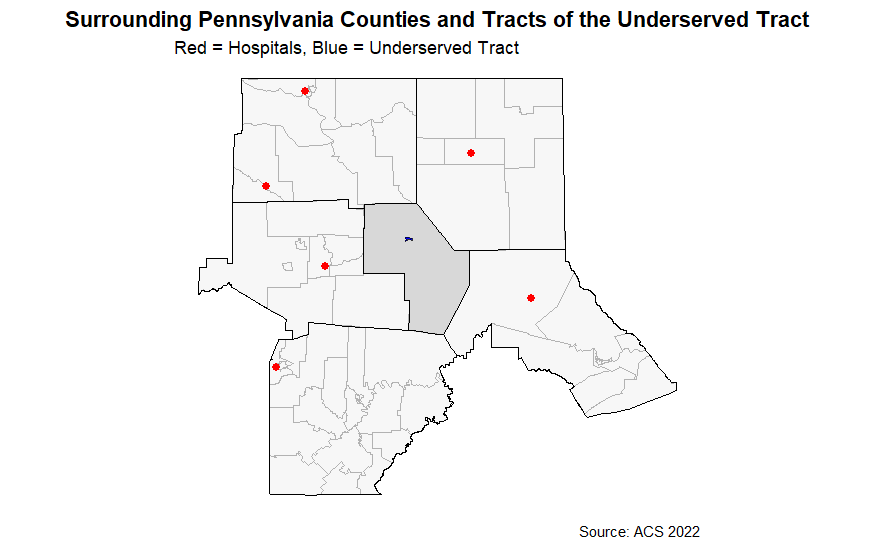 Surrounding Pennsylvania Counties and Tracts of the Underserved Tract
Red = Hospitals, Blue = Underserved Tract
Source: ACS 2022